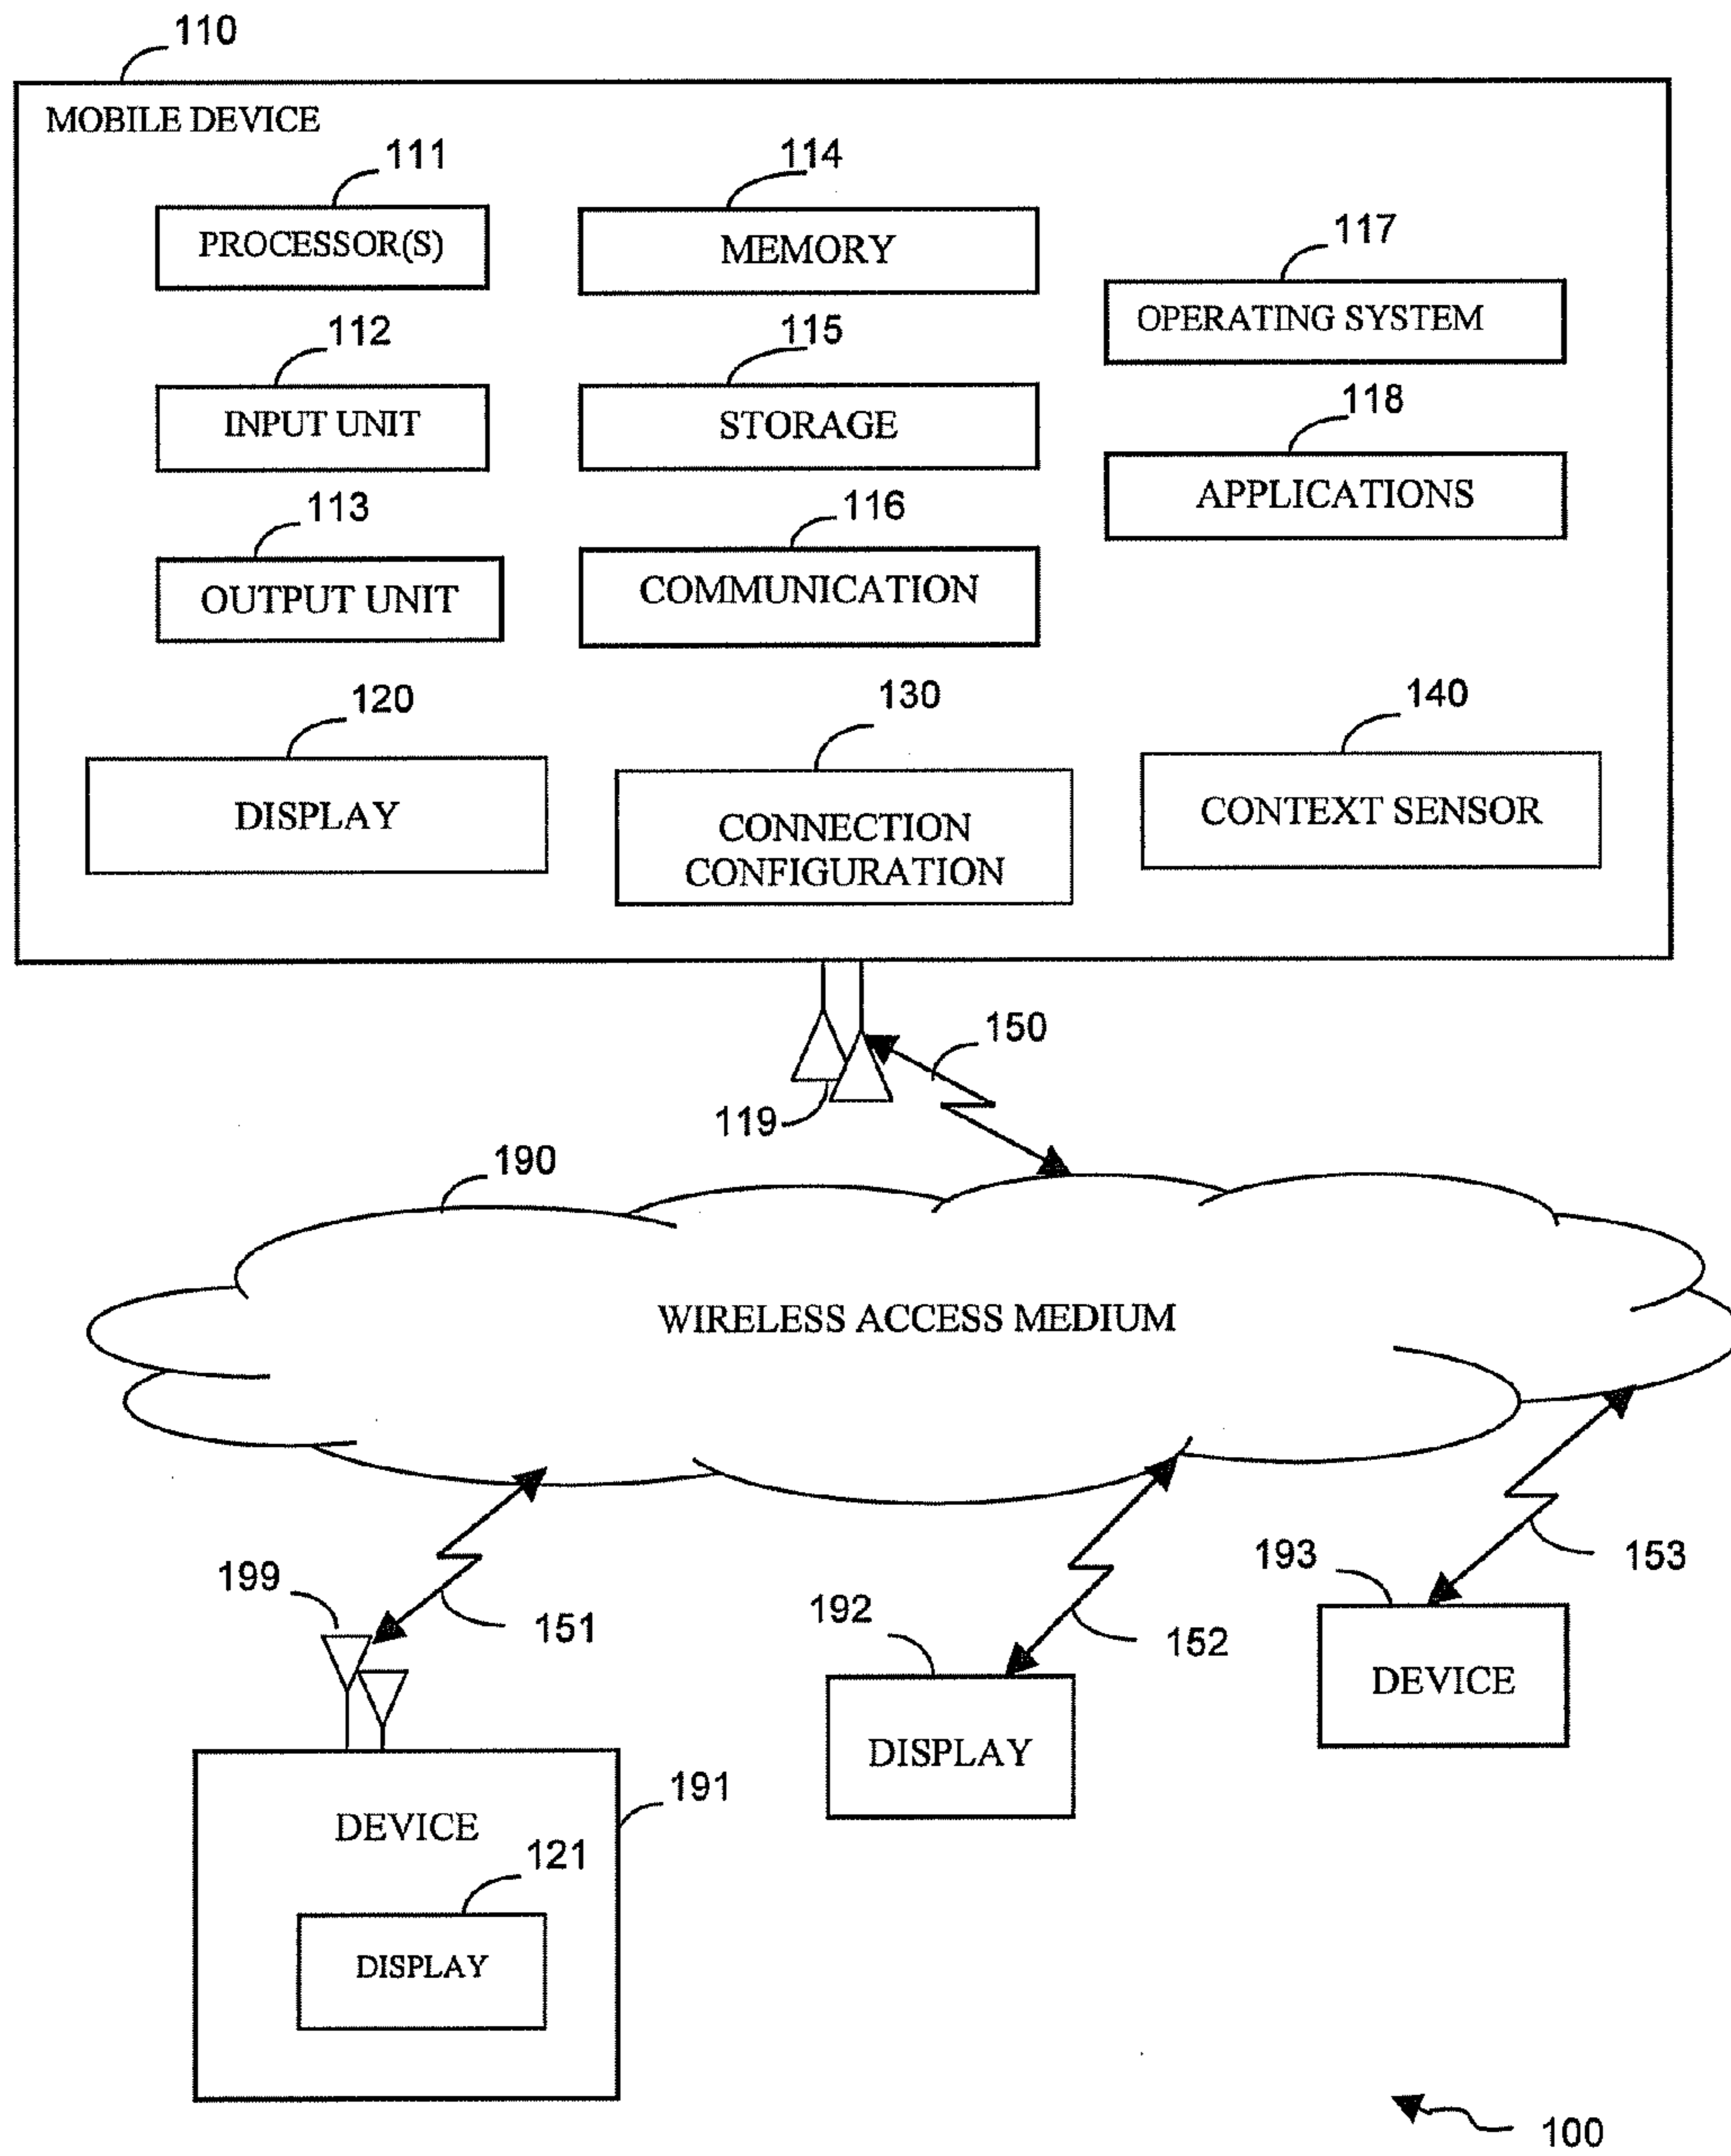 110
MOBILE DEVICE
111
114
PROCESSOR(S)
MEMORY
117
OPERATING SYSTEM
112
115
INPUT UNIT
STORAGE
118
APPLICATIONS
113
116
OUTPUT UNIT
COMMUNICATION
120
130
140
DISPLAY
CONNECTION
CONFIGURATION
CONTEXT SENSOR
150
119
190
WIRELESS ACCESS MEDIUM
199
151
192
152
193
153
DEVICE
DISPLAY
191
DEVICE
121
DISPLAY
100